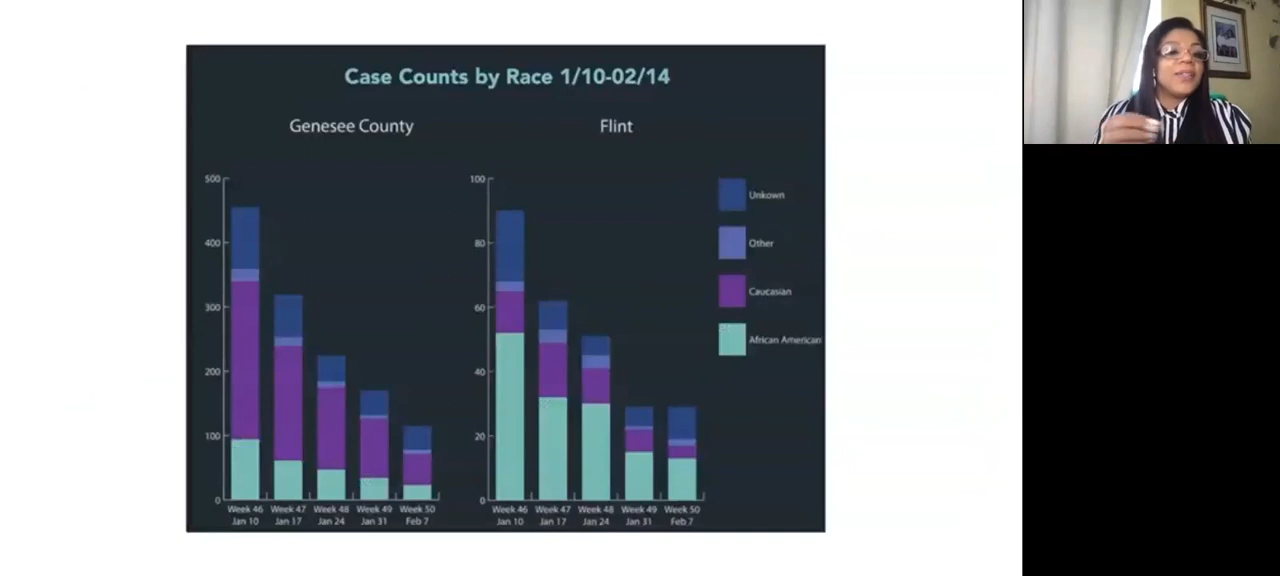 Case Counts by Race 1/10-02/14
Genesee County
500
400
300
200
100
0
Week 46 Week 47 Week 48 Week 49 Week 50
Jan 10 Jan 17 Jan 24 Jan 31 Feb 7
Flint
100
80
60
40
20
0
Week 46 Week 47 Week 48 Week 49 Week 50
Jan 10 Jan 17 Jan 24 Jan 31 Feb 7
Unkown
Other
Caucasian
African American